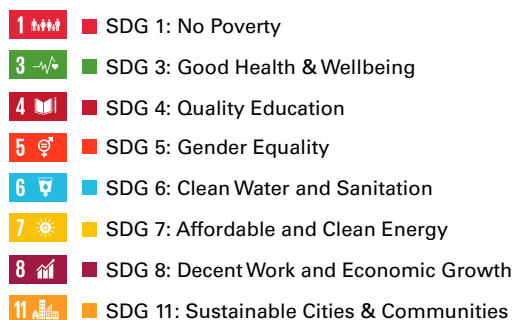 1 SDG 1: No Poverty
3 SDG 3: Good Health & Wellbeing
4 SDG 4: Quality Education
5 SDG 5: Gender Equality
6 SDG 6: Clean Water and Sanitation
7 SDG 7: Affordable and Clean Energy
8 SDG 8: Decent Work and Economic Growth
11 SDG 11: Sustainable Cities & Communities